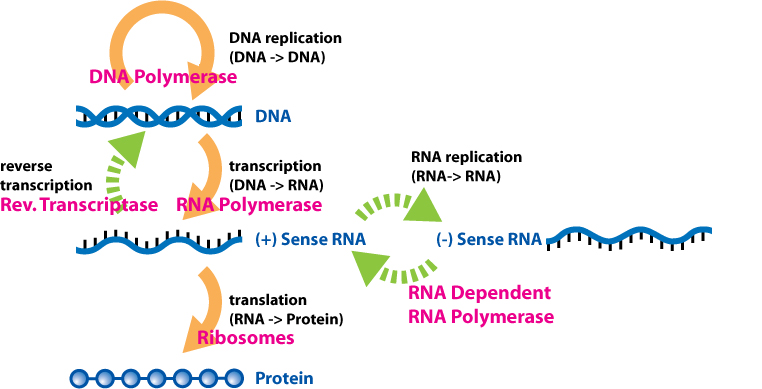 DNA replication
(DNA -> DNA)
DNA Polymerase
DNA
reverse
transcription
Rev. Transcriptase
transcription
(DNA -> RNA)
RNA Polymerase
RNA replication
(RNA-> RNA)
(+) Sense RNA
(-) Sense RNA
RNA Dependent
RNA Polymerase
translation
(RNA -> Protein)
Ribosomes
Protein